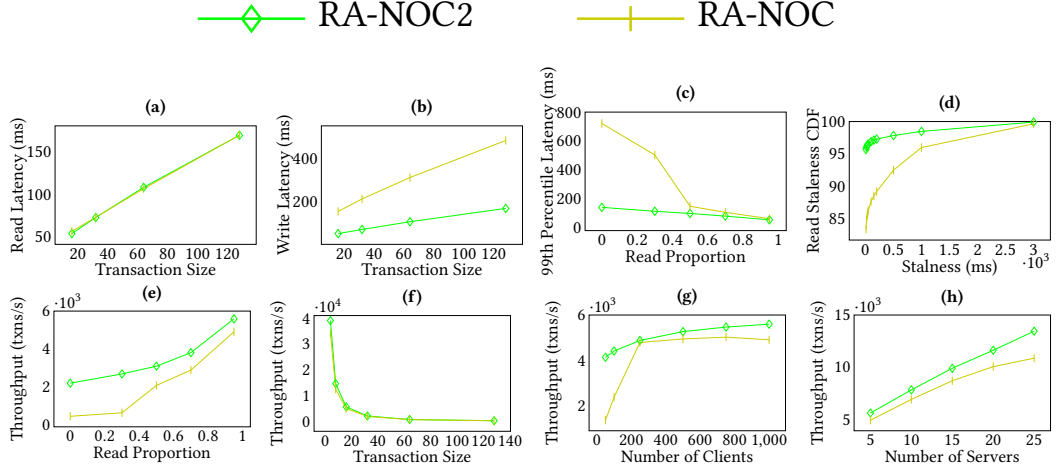 RA-NOC2 RA-NOC
(a)
Read Latency (ms)
150
100
50
20 40 60 80 100 120
Transaction Size
(b)
Write Latency (ms)
400
200
20 40 60 80 100 120
Transaction Size
(c)
99th Percentile Latency (ms)
800
600
400
200
0
0 0.2 0.4 0.6 0.8 1
Read Proportion
(d)
Read Staleness CDF
100
95
90
85
0 0.5 1 1.5 2 2.5 3
·10³
Stalness (ms)
(e)
·10³
Throughput (txns/s)
6
4
2
0
0 0.2 0.4 0.6 0.8 1
Read Proportion
(f)
·10⁴
Throughput (txns/s)
4
3
2
1
0
0 20 40 60 80 100 120 140
Transaction Size
(g)
·10³
Throughput (txns/s)
6
4
2
0 200 400 600 800 1,000
Number of Clients
(h)
·10³
Throughput (txns/s)
15
10
5
5 10 15 20 25
Number of Servers